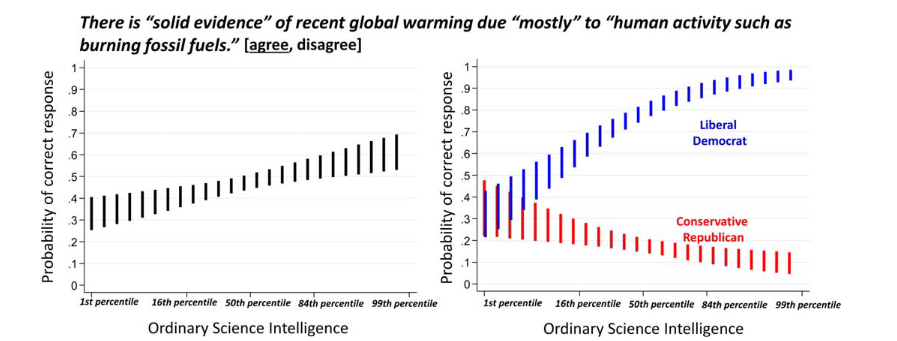 There is “solid evidence” of recent global warming due “mostly” to “human activity such as
burning fossil fuels.” [agree, disagree]
Probability of correct response
1
.9
.8
.7
.6
.5
.4
.3
.2
.1
0
1st percentile 16th percentile 50th percentile 84th percentile 99th percentile
Ordinary Science Intelligence
Probability of correct response
1
.9
.8
.7
.6
.5
.4
.3
.2
.1
0
Liberal
Democrat
Conservative
Republican
1st percentile 16th percentile 50th percentile 84th percentile 99th percentile
Ordinary Science Intelligence